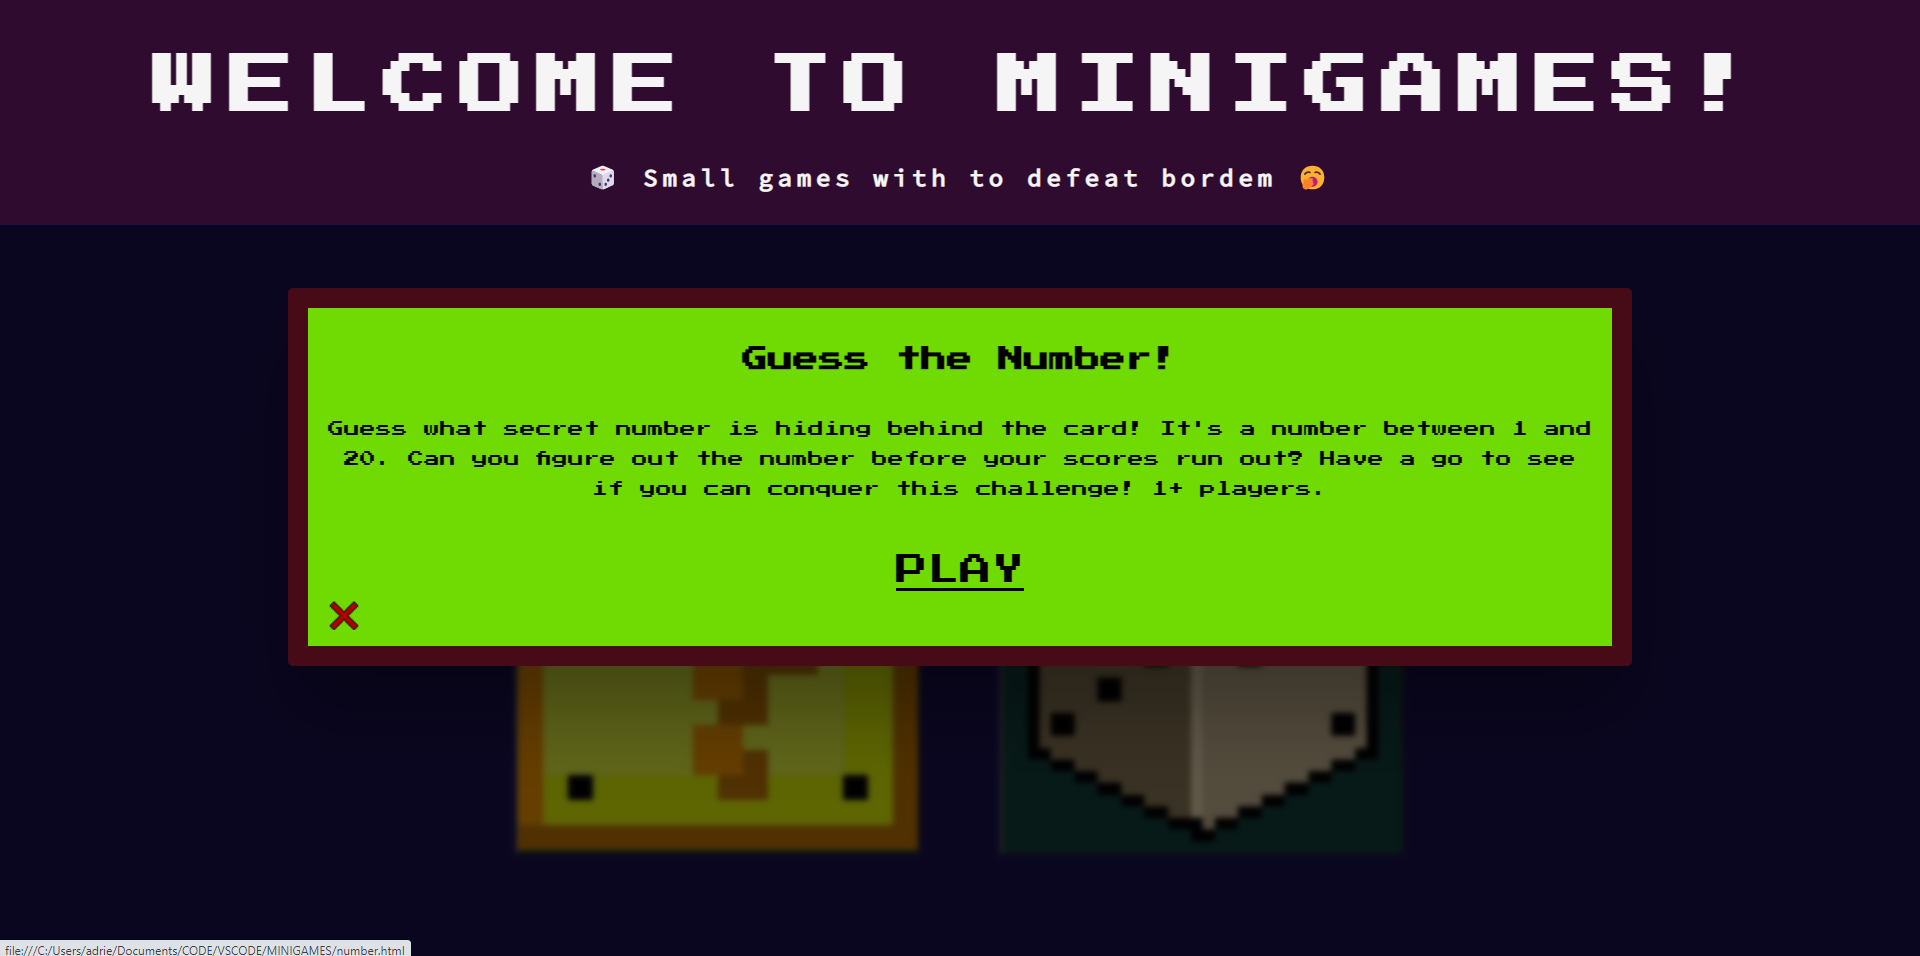 WELCOME TO MINIGAMES!
🎲 Small games with to defeat bordem 🥱
Guess the Number!
Guess what secret number is hiding behind the card! It's a number between 1 and
20. Can you figure out the number before your scores run out? Have a go to see
if you can conquer this challenge! 1+ players.
PLAY
file:///C:/Users/adrie/Documents/CODE/VSCODE/MINIGAMES/number.html